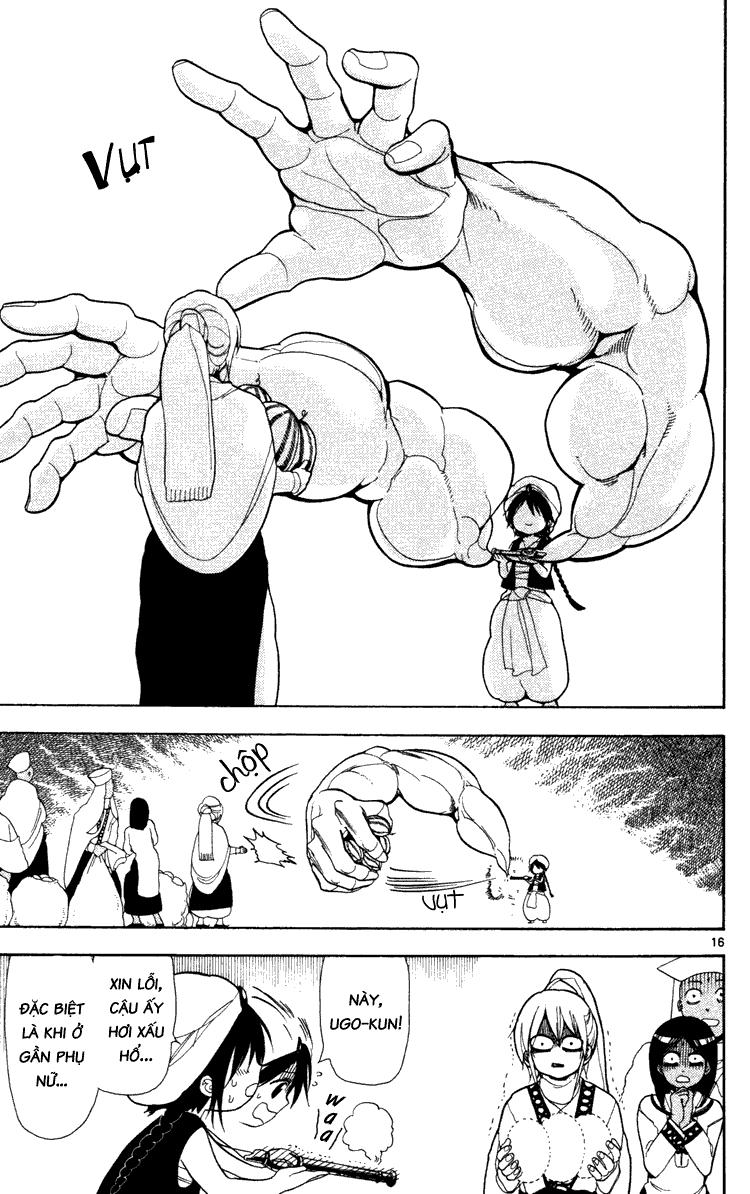 VỤT
chộp
VỤT
16
NÀY,
UGO-KUN!
XIN LỖI,
CẬU ẤY
HƠI XẤU
HỔ...
ĐẶC BIỆT
LÀ KHI Ở
GẦN PHỤ
NỮ...
waa